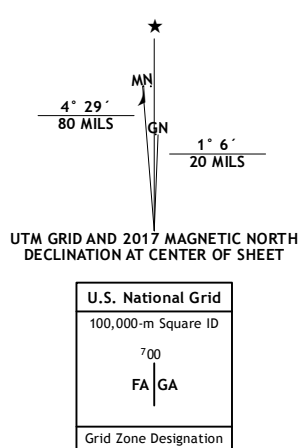 ★
MN
4° 29´
80 MILS
GN
1° 6´
20 MILS
UTM GRID AND 2017 MAGNETIC NORTH
DECLINATION AT CENTER OF SHEET
U.S. National Grid
100,000-m Square ID
⁷00
FA GA
Grid Zone Designation